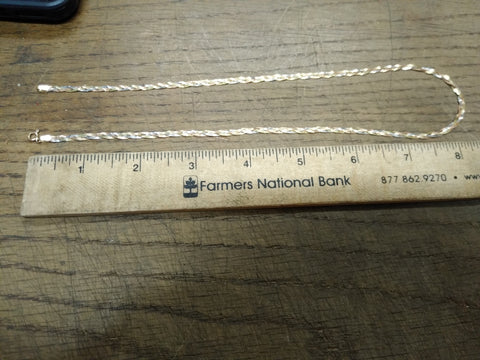 1 2 3 4 5 6 7 8
Farmers National Bank 877.862.9270 •